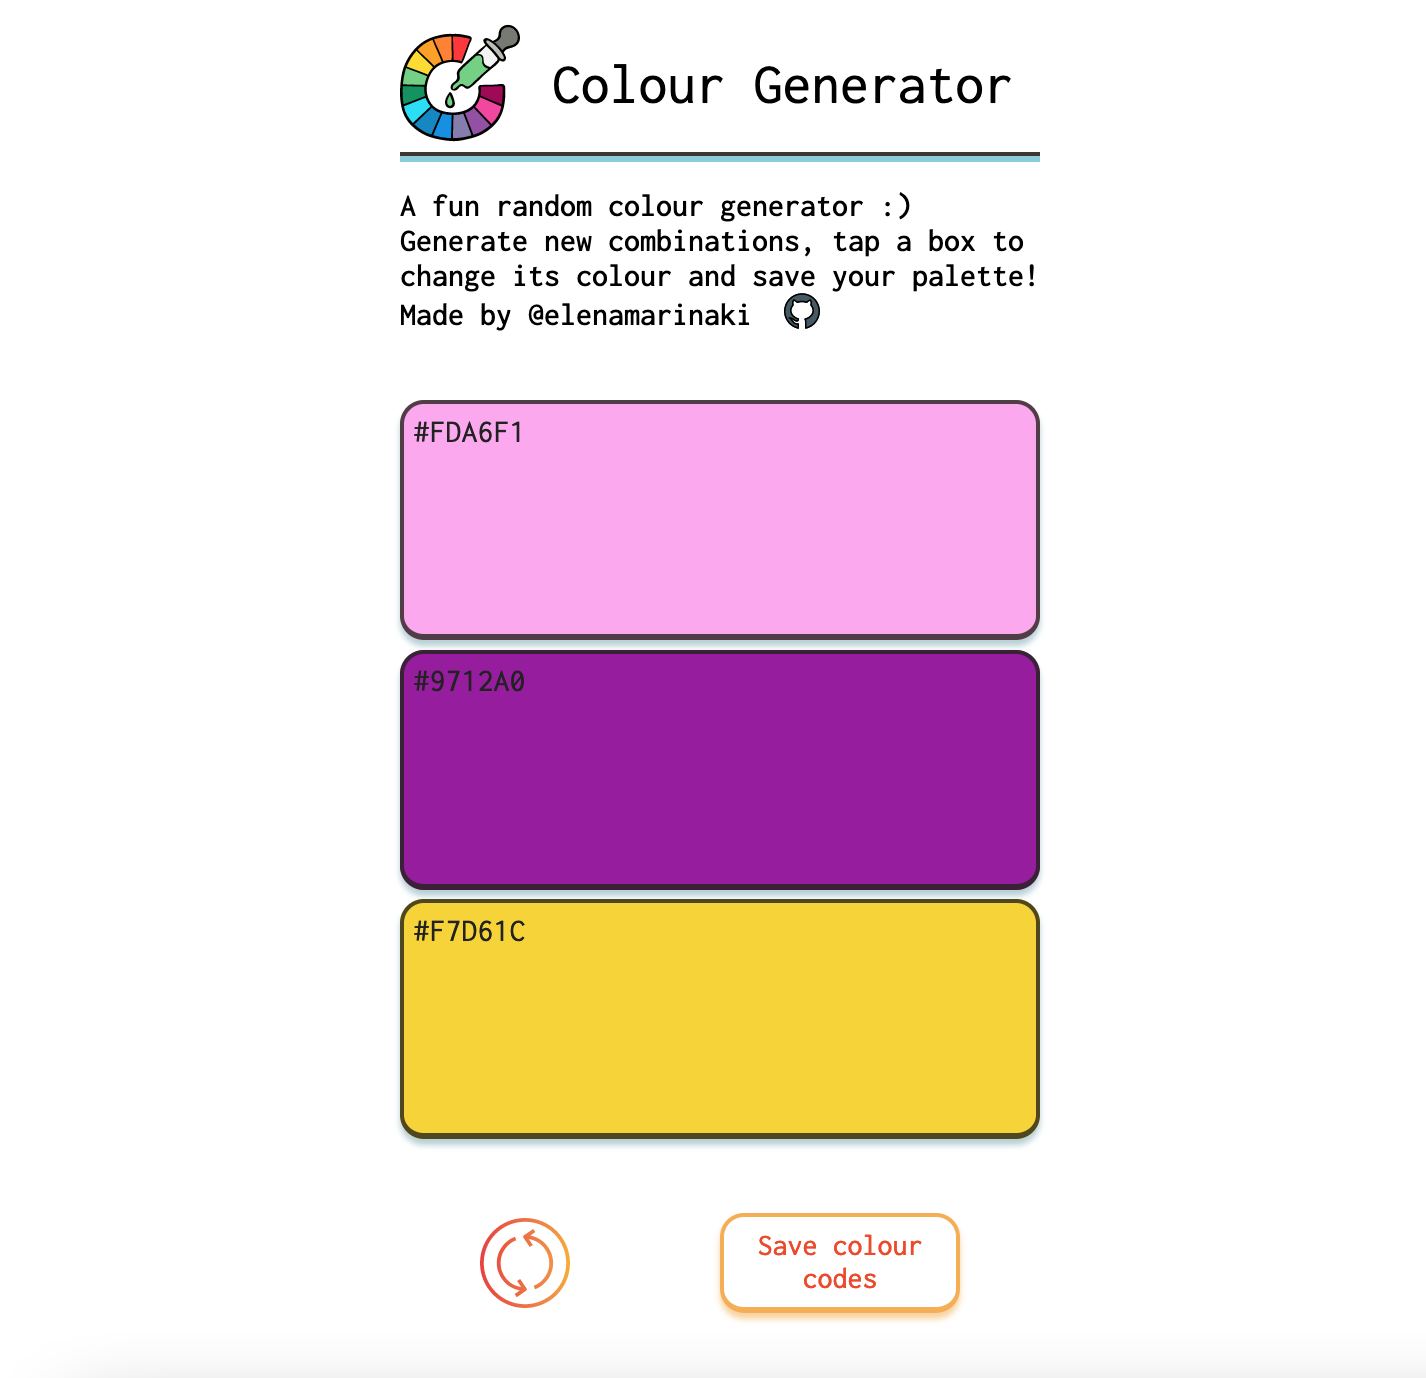 Colour Generator
A fun random colour generator :)
Generate new combinations, tap a box to
change its colour and save your palette!
Made by @elenamarinaki
#FDA6F1
#9712A0
#F7D61C
Save colour
codes